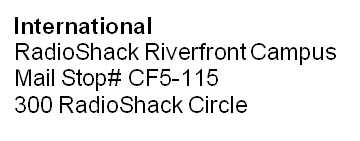 International
RadioShack Riverfront Campus
Mail Stop# CF5-115
300 RadioShack Circle